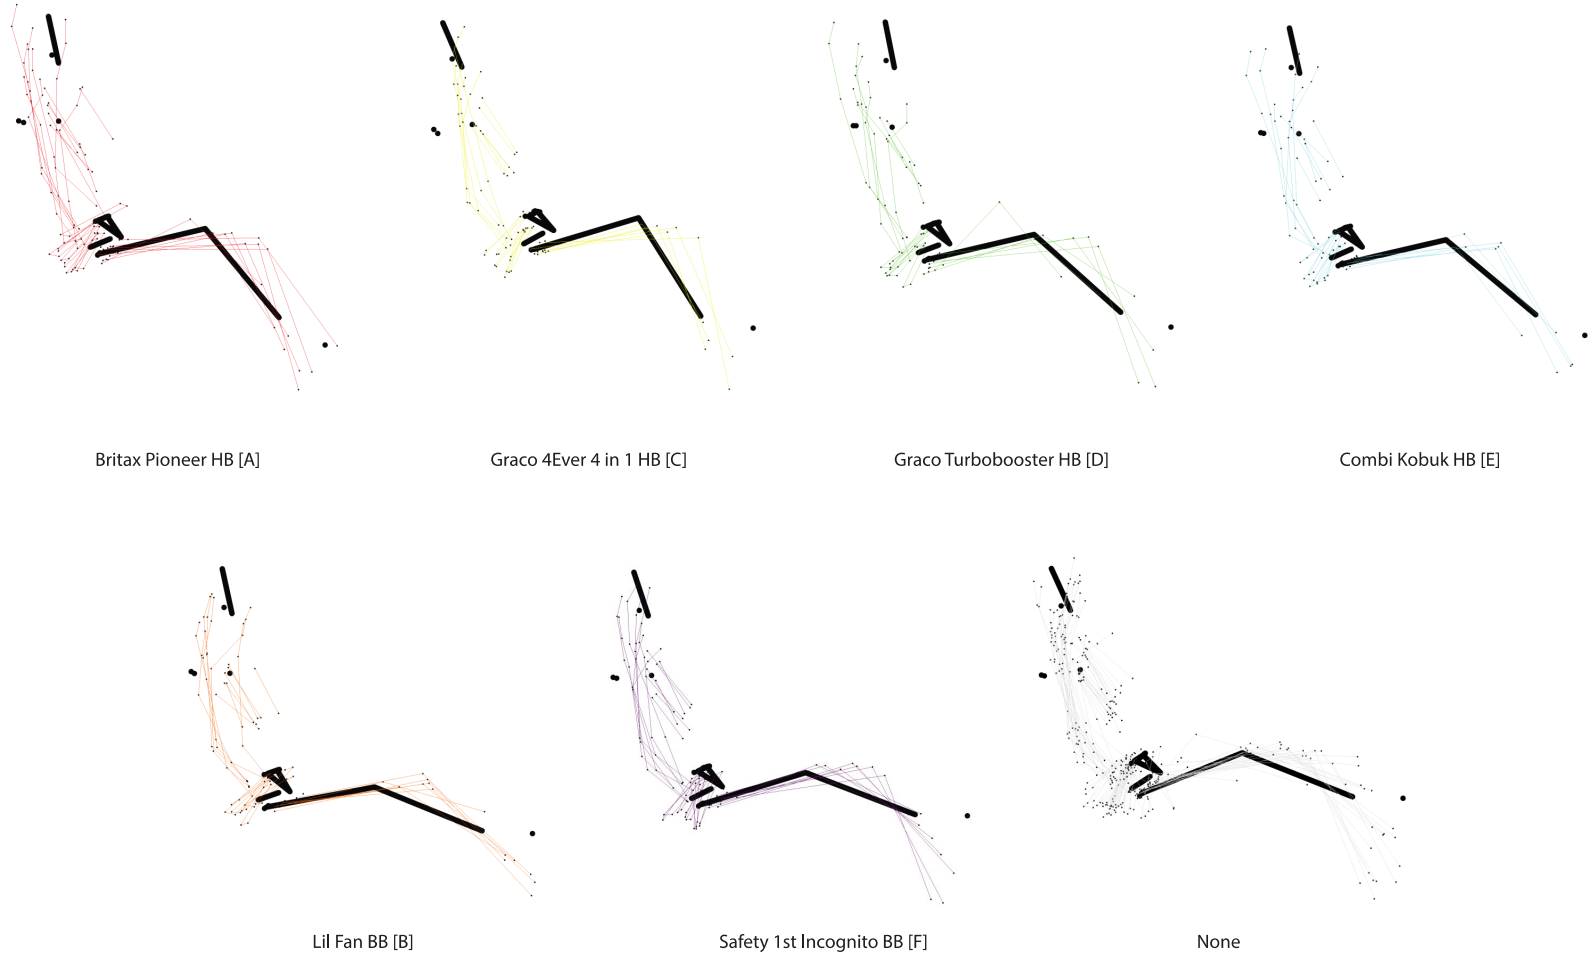 Britax Pioneer HB [A]
Graco 4Ever 4 in 1 HB [C]
Graco Turbobooster HB [D]
Combi Kobuk HB [E]
Lil Fan BB [B]
Safety 1st Incognito BB [F]
None